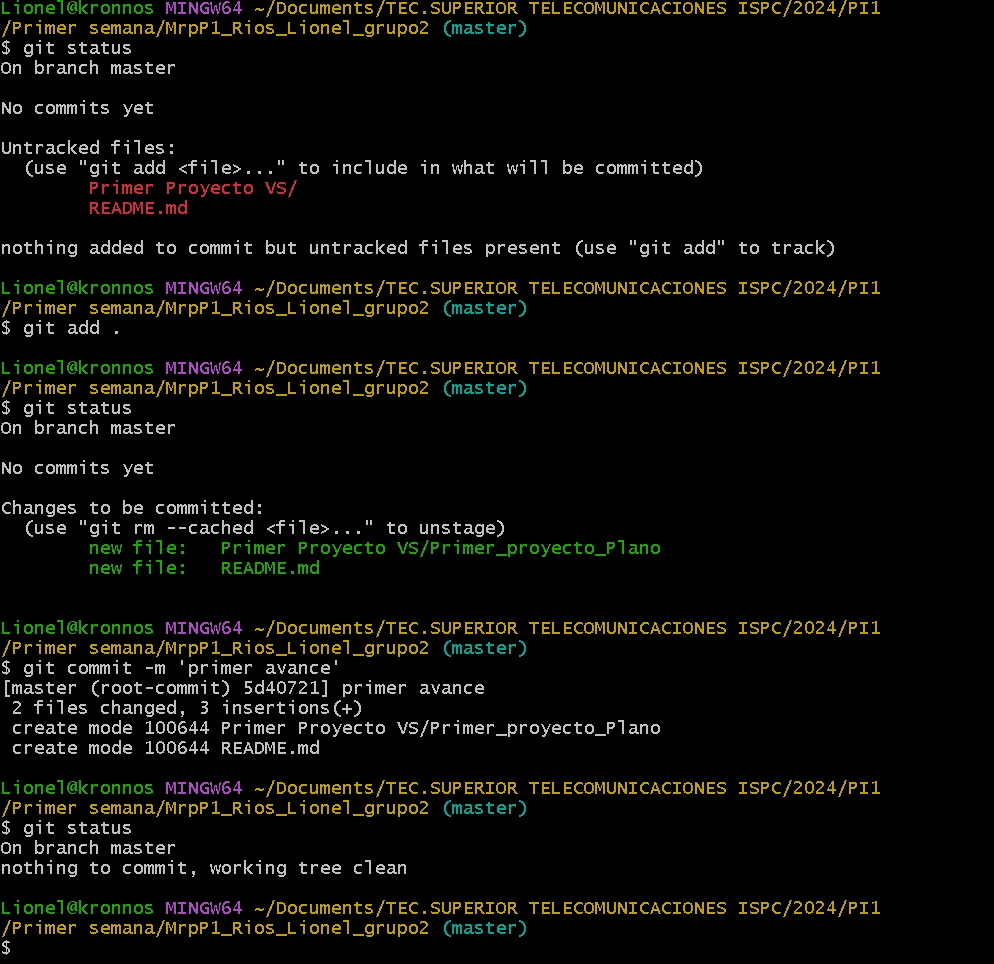 Lionel@kronnos MINGW64 ~/Documents/TEC.SUPERIOR TELECOMUNICACIONES ISPC/2024/PI1
/Primer semana/MrpP1_Rios_Lionel_grupo2 (master)
$ git status
On branch master

No commits yet

Untracked files:
  (use "git add <file>..." to include in what will be committed)
        Primer Proyecto VS/
        README.md

nothing added to commit but untracked files present (use "git add" to track)

Lionel@kronnos MINGW64 ~/Documents/TEC.SUPERIOR TELECOMUNICACIONES ISPC/2024/PI1
/Primer semana/MrpP1_Rios_Lionel_grupo2 (master)
$ git add .

Lionel@kronnos MINGW64 ~/Documents/TEC.SUPERIOR TELECOMUNICACIONES ISPC/2024/PI1
/Primer semana/MrpP1_Rios_Lionel_grupo2 (master)
$ git status
On branch master

No commits yet

Changes to be committed:
  (use "git rm --cached <file>..." to unstage)
        new file:   Primer Proyecto VS/Primer_proyecto_Plano
        new file:   README.md


Lionel@kronnos MINGW64 ~/Documents/TEC.SUPERIOR TELECOMUNICACIONES ISPC/2024/PI1
/Primer semana/MrpP1_Rios_Lionel_grupo2 (master)
$ git commit -m 'primer avance'
[master (root-commit) 5d40721] primer avance
 2 files changed, 3 insertions(+)
 create mode 100644 Primer Proyecto VS/Primer_proyecto_Plano
 create mode 100644 README.md

Lionel@kronnos MINGW64 ~/Documents/TEC.SUPERIOR TELECOMUNICACIONES ISPC/2024/PI1
/Primer semana/MrpP1_Rios_Lionel_grupo2 (master)
$ git status
On branch master
nothing to commit, working tree clean

Lionel@kronnos MINGW64 ~/Documents/TEC.SUPERIOR TELECOMUNICACIONES ISPC/2024/PI1
/Primer semana/MrpP1_Rios_Lionel_grupo2 (master)
$